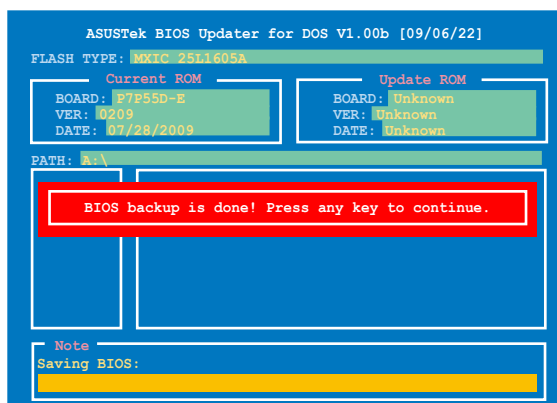 ASUSTek BIOS Updater for DOS V1.00b [09/06/22]
FLASH TYPE: MXIC 25L1605A
Current ROM
BOARD: P7P55D-E
VER: 0209
DATE: 07/28/2009
Update ROM
BOARD: Unknown
VER: Unknown
DATE: Unknown
PATH: A:\
BIOS backup is done! Press any key to continue.
Note
Saving BIOS: